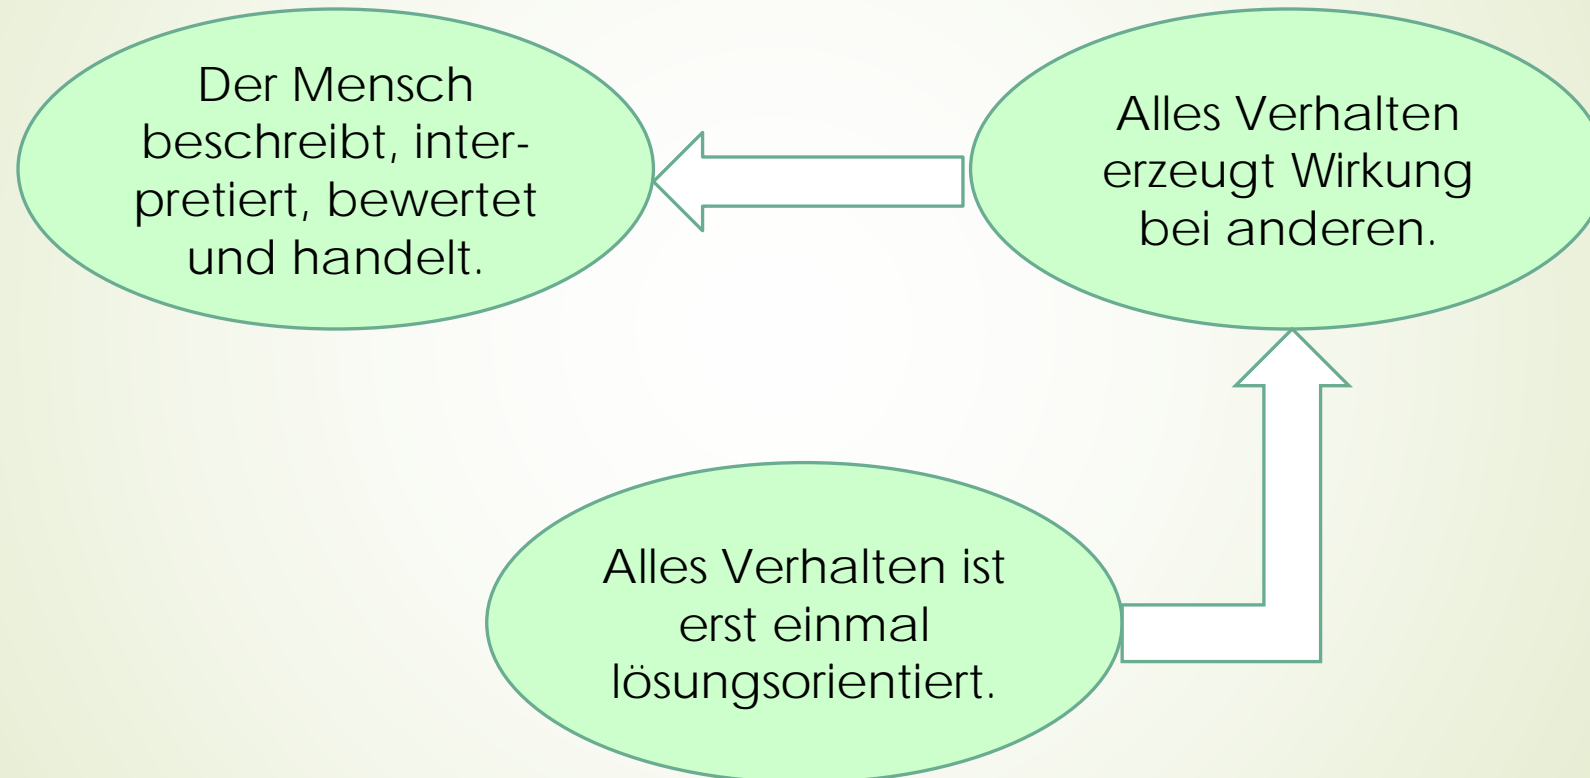 Der Mensch
beschreibt, inter-
pretiert, bewertet
und handelt.
Alles Verhalten
erzeugt Wirkung
bei anderen.
Alles Verhalten ist
erst einmal
lösungsorientiert.